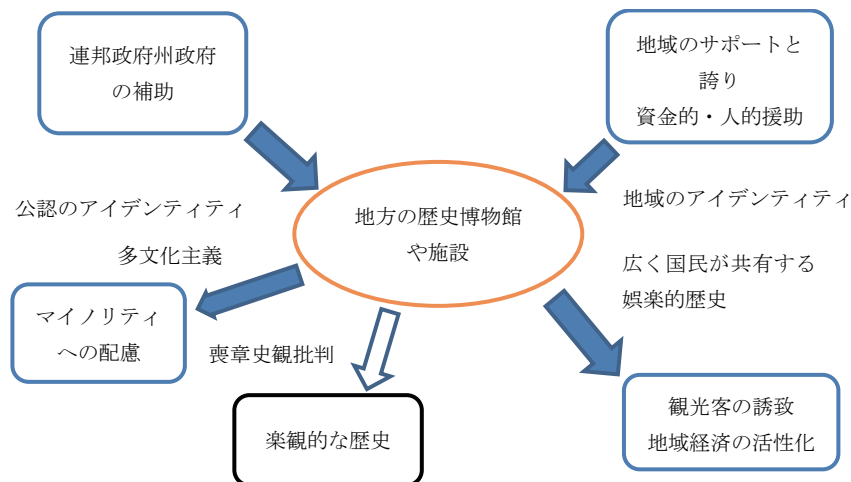 連邦政府州政府
の補助
地域のサポートと
誇り
資金的・人的援助
公認のアイデンティティ
多文化主義
地方の歴史博物館
や施設
地域のアイデンティティ
広く国民が共有する
娯楽的歴史
マイノリティ
への配慮
喪章史観批判
楽観的な歴史
観光客の誘致
地域経済の活性化